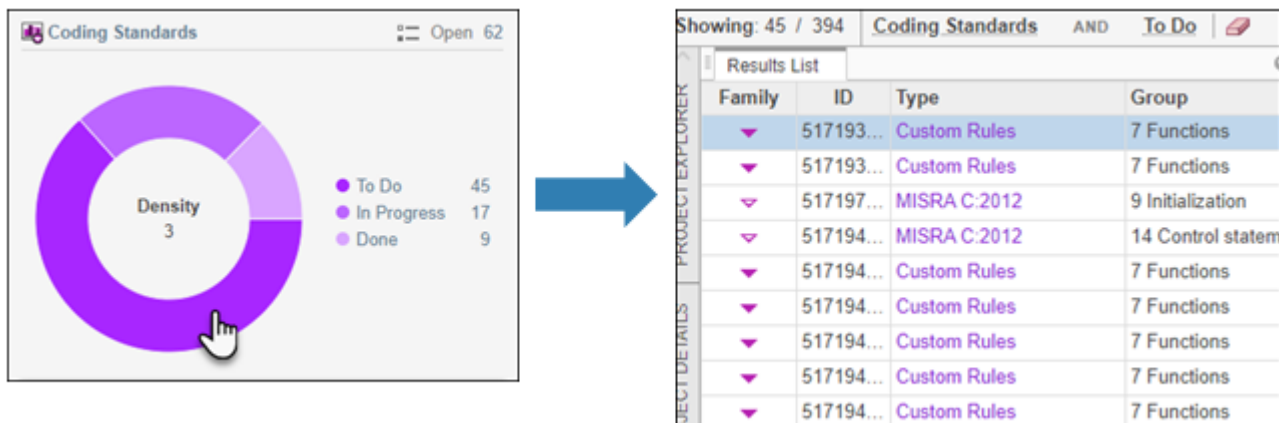 Coding Standards Open 62
Density
3
To Do 45
In Progress 17
Done 9
Showing: 45 / 394 Coding Standards AND To Do
Results List
PROJECT EXPLORER
Family ID Type Group
517193... Custom Rules 7 Functions
517193... Custom Rules 7 Functions
517197... MISRA C:2012 9 Initialization
517194... MISRA C:2012 14 Control statem
517194... Custom Rules 7 Functions
517194... Custom Rules 7 Functions
517194... Custom Rules 7 Functions
517194... Custom Rules 7 Functions
517194... Custom Rules 7 Functions
JECT DETAILS